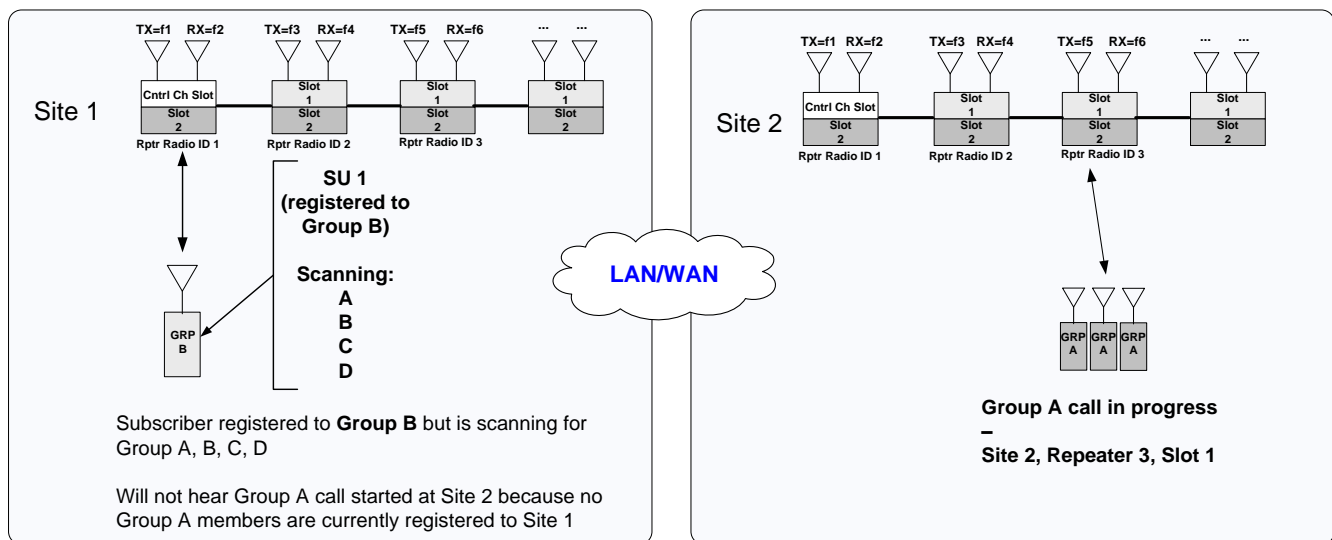 TX=f1 RX=f2 TX=f3 RX=f4 TX=f5 RX=f6 ... ...
Site 1
Cntrl Ch Slot
Slot
2
Rptr Radio ID 1
Slot
1
Slot
2
Rptr Radio ID 2
Slot
1
Slot
2
Rptr Radio ID 3
Slot
1
Slot
2
SU 1
(registered to
Group B)
Scanning:
A
B
C
D
GRP
B
Subscriber registered to Group B but is scanning for
Group A, B, C, D
Will not hear Group A call started at Site 2 because no
Group A members are currently registered to Site 1
LAN/WAN
TX=f1 RX=f2 TX=f3 RX=f4 TX=f5 RX=f6 ... ...
Site 2
Cntrl Ch Slot
Slot
2
Rptr Radio ID 1
Slot
1
Slot
2
Rptr Radio ID 2
Slot
1
Slot
2
Rptr Radio ID 3
Slot
1
Slot
2
GRP
A
GRP
A
GRP
A
Group A call in progress
–
Site 2, Repeater 3, Slot 1